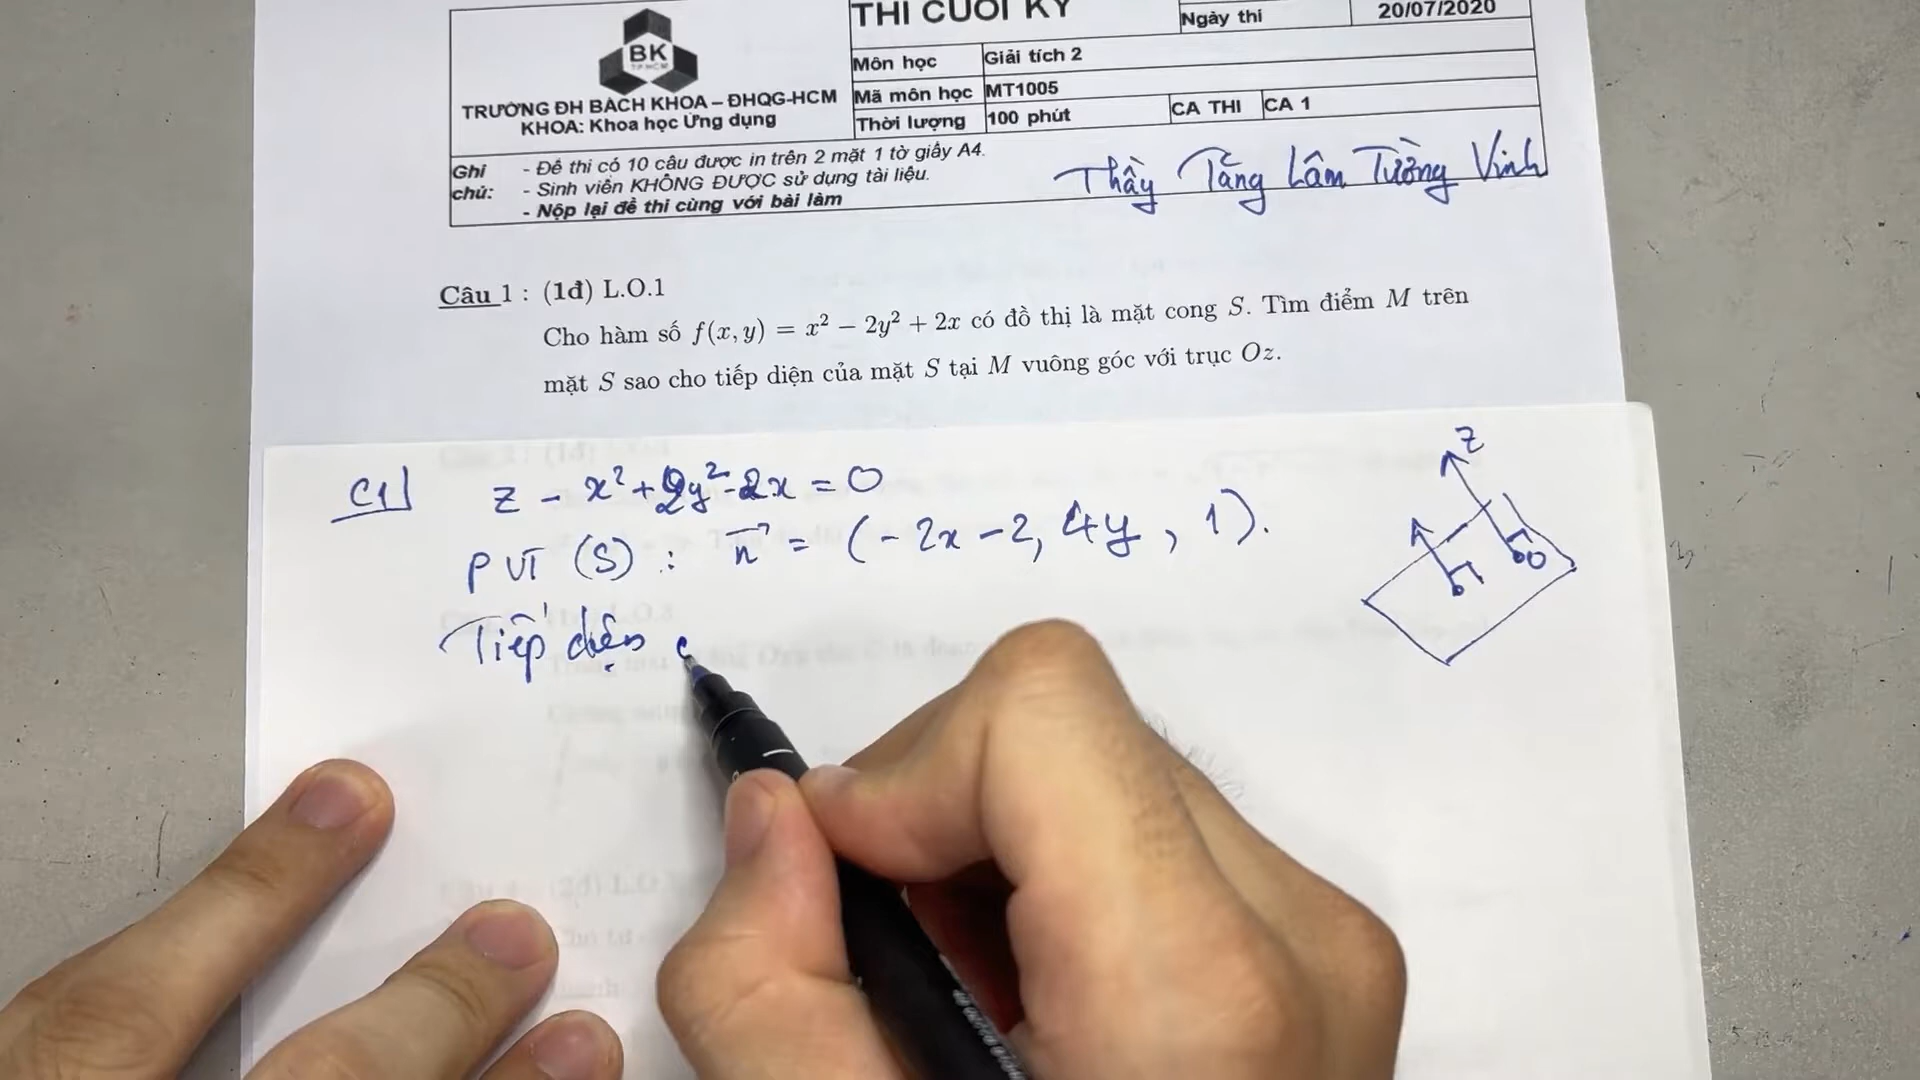 THI CUỐI KỲ
Ngày thi
20/07/2020
BK
TP.HCM
TRƯỜNG ĐH BÁCH KHOA – ĐHQG-HCM
KHOA: Khoa học Ứng dụng
Môn học
Giải tích 2
Mã môn học
MT1005
Thời lượng
100 phút
CA THI
CA 1
Ghi chú:
- Đề thi có 10 câu được in trên 2 mặt 1 tờ giấy A4.
- Sinh viên KHÔNG ĐƯỢC sử dụng tài liệu.
- Nộp lại đề thi cùng với bài làm
Thầy Tăng Lâm Tường Vinh
Câu 1 : (1đ) L.O.1
Cho hàm số f(x, y) = x² − 2y² + 2x có đồ thị là mặt cong S. Tìm điểm M trên
mặt S sao cho tiếp diện của mặt S tại M vuông góc với trục Oz.
C1
z - x² + 2y² - 2x = 0
PVT (S) : n⃗ = (-2x - 2, 4y, 1).
Tiếp diện c
z
O